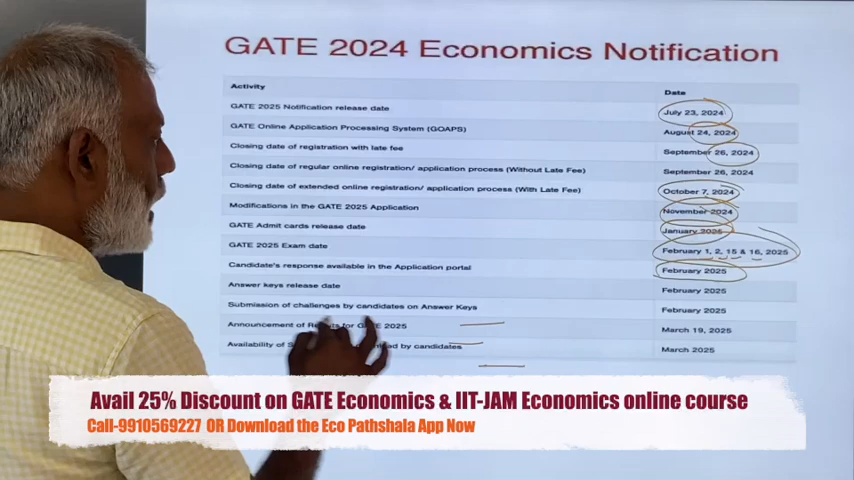 GATE 2024 Economics Notification
Activity Date
GATE 2025 Notification release date July 23, 2024
GATE Online Application Processing System (GOAPS) August 24, 2024
Closing date of registration with late fee September 26, 2024
Closing date of regular online registration/ application process (Without Late Fee) September 26, 2024
Closing date of extended online registration/ application process (With Late Fee) October 7, 2024
Modifications in the GATE 2025 Application November 2024
GATE Admit cards release date January 2025
GATE 2025 Exam date February 1, 2, 15 & 16, 2025
Candidate's response available in the Application portal February 2025
Answer keys release date February 2025
Submission of challenges by candidates on Answer Keys February 2025
Announcement of for GATE 2025 March 19, 2025
Availability of by candidates March 2025
Avail 25% Discount on GATE Economics & IIT-JAM Economics online course
Call-9910569227 OR Download the Eco Pathshala App Now